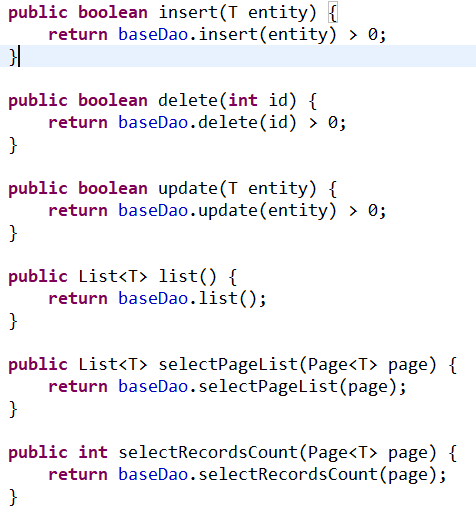 public boolean insert(T entity) {
    return baseDao.insert(entity) > 0;
}
public boolean delete(int id) {
    return baseDao.delete(id) > 0;
}
public boolean update(T entity) {
    return baseDao.update(entity) > 0;
}
public List<T> list() {
    return baseDao.list();
}
public List<T> selectPageList(Page<T> page) {
    return baseDao.selectPageList(page);
}
public int selectRecordsCount(Page<T> page) {
    return baseDao.selectRecordsCount(page);
}